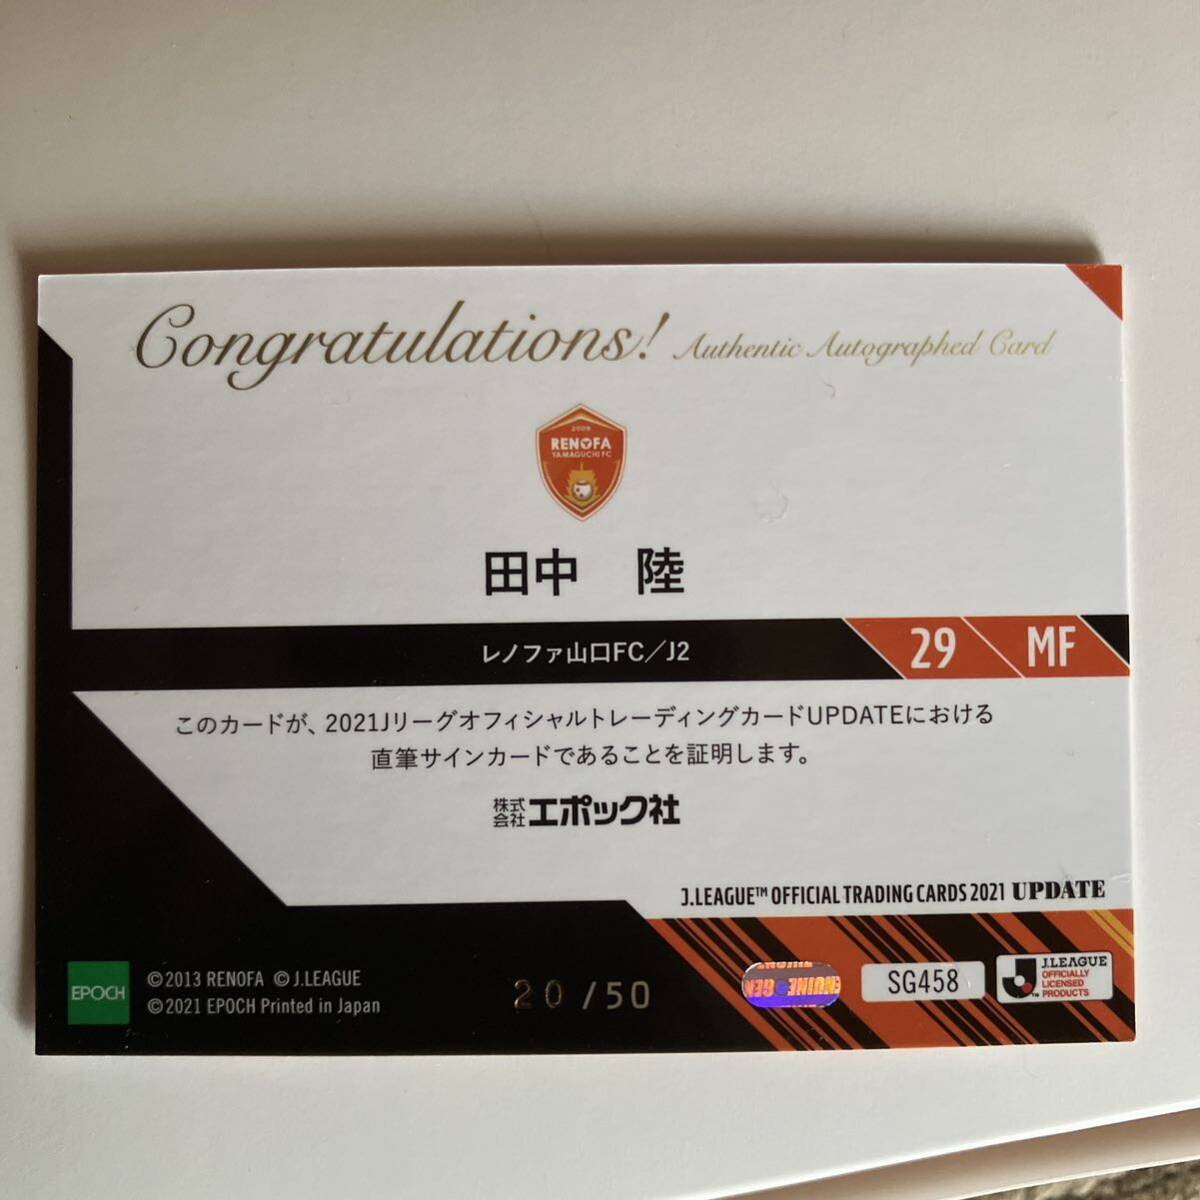 Congratulations! Authentic Autographed Card
2006
RENOFA
YAMAGUCHI FC
田中 陸
レノファ山口FC／J2
29 MF
このカードが、2021JリーグオフィシャルトレーディングカードUPDATEにおける
直筆サインカードであることを証明します。
株式会社エポック社
J.LEAGUE™ OFFICIAL TRADING CARDS 2021 UPDATE
EPOCH
©2013 RENOFA ©J.LEAGUE
©2021 EPOCH Printed in Japan
20 /50
SG458
J.LEAGUE
OFFICIALLY
LICENSED
PRODUCTS